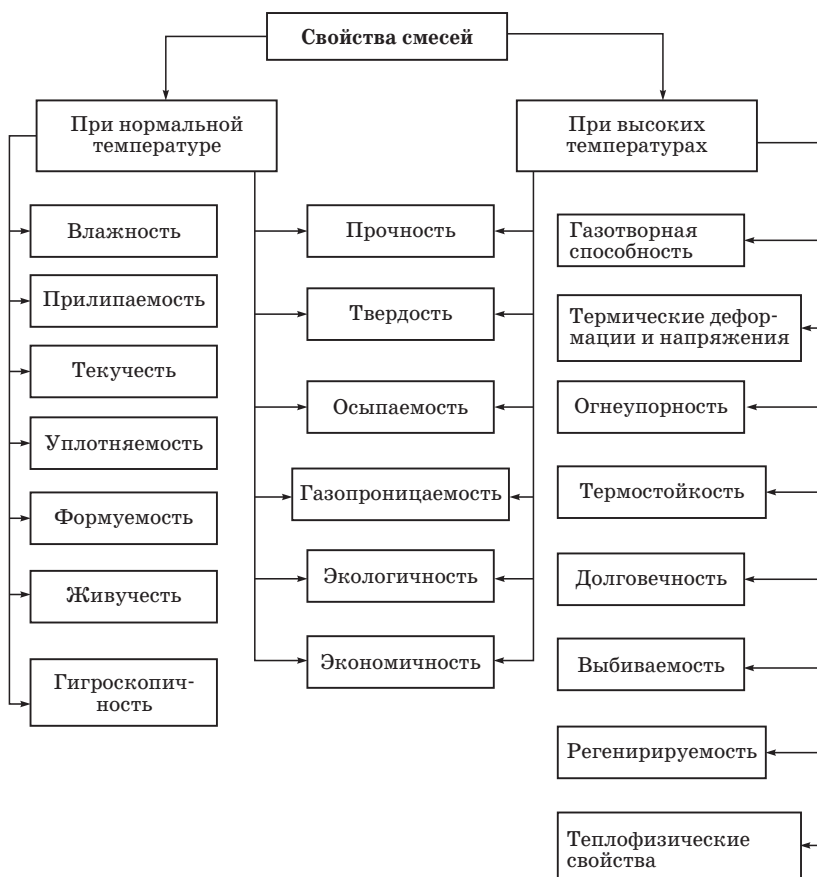 Свойства смесей
При нормальной
температуре
При высоких
температурах
Влажность
Прилипаемость
Текучесть
Уплотняемость
Формуемость
Живучесть
Гигроскопич-
ность
Прочность
Твердость
Осыпаемость
Газопроницаемость
Экологичность
Экономичность
Газотворная
способность
Термические дефор-
мации и напряжения
Огнеупорность
Термостойкость
Долговечность
Выбиваемость
Регенирируемость
Теплофизические
свойства